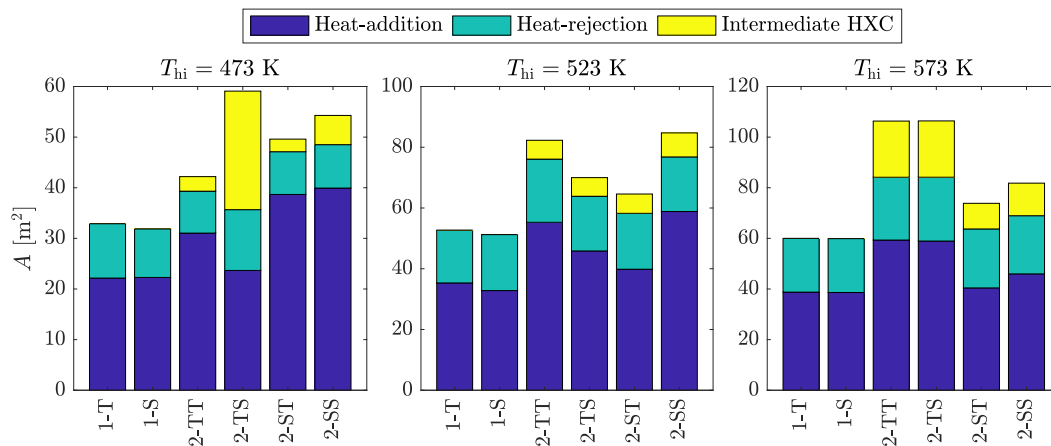 Heat-addition Heat-rejection Intermediate HXC
T_hi = 473 K
T_hi = 523 K
T_hi = 573 K
A [m²]
60
50
40
30
20
10
0
1-T
1-S
2-TT
2-TS
2-ST
2-SS
100
80
60
40
20
0
1-T
1-S
2-TT
2-TS
2-ST
2-SS
120
100
80
60
40
20
0
1-T
1-S
2-TT
2-TS
2-ST
2-SS